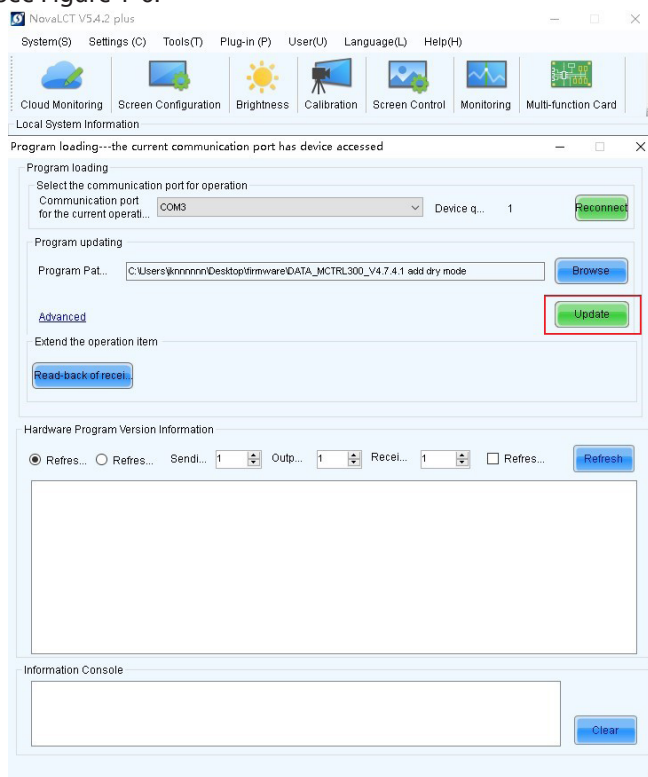 See Figure 1-6.
NovaLCT V5.4.2 plus
System(S) Settings (C) Tools(T) Plug-in (P) User(U) Language(L) Help(H)
Cloud Monitoring Screen Configuration Brightness Calibration Screen Control Monitoring Multi-function Card
Local System Information
Program loading---the current communication port has device accessed
Program loading
Select the communication port for operation
Communication port
for the current operati... COM3 Device q... 1 Reconnect
Program updating
Program Pat... C:\Users\jknnnnnn\Desktop\firmware\DATA_MCTRL300_V4.7.4.1 add dry mode Browse
Advanced Update
Extend the operation item
Read-back of recei...
Hardware Program Version Information
Refres... Refres... Sendi... 1 Outp... 1 Recei... 1 Refres... Refresh
Information Console
Clear